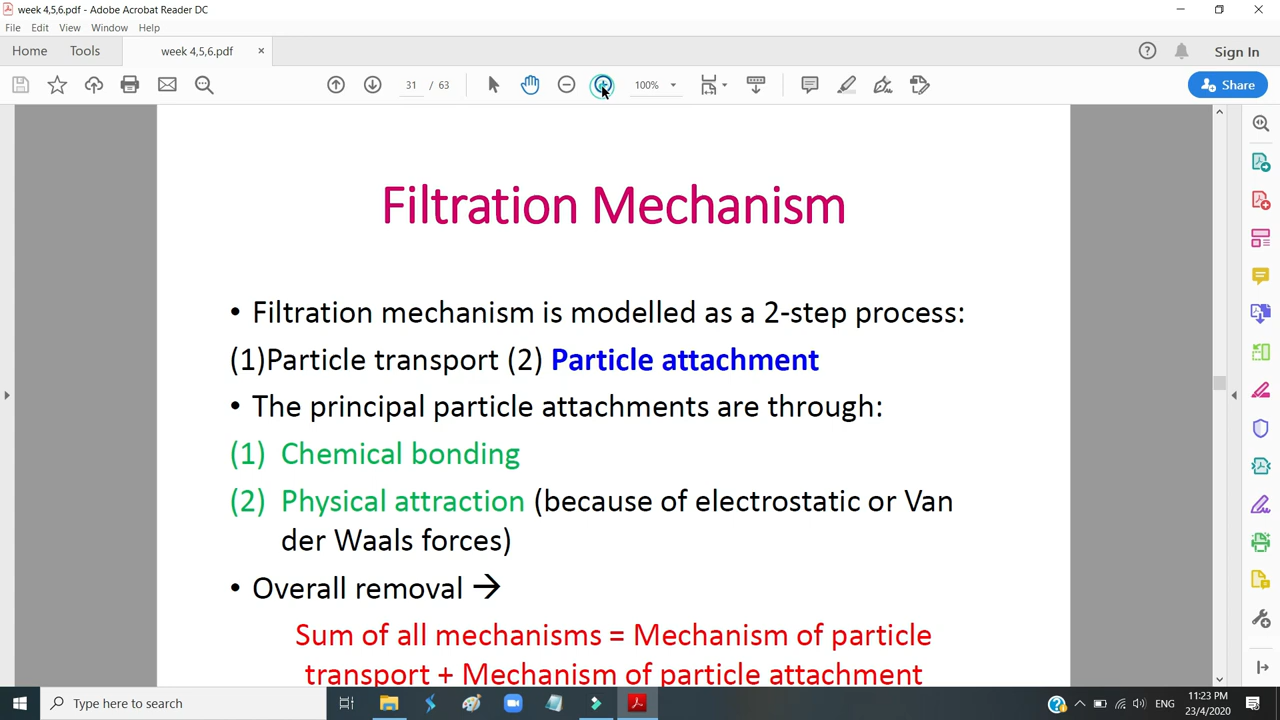 week 4,5,6.pdf - Adobe Acrobat Reader DC
File Edit View Window Help
Home Tools week 4,5,6.pdf × Sign In
31 / 63 100% Share
Filtration Mechanism
• Filtration mechanism is modelled as a 2-step process:
(1)Particle transport (2) Particle attachment
• The principal particle attachments are through:
(1) Chemical bonding
(2) Physical attraction (because of electrostatic or Van
der Waals forces)
• Overall removal →
Sum of all mechanisms = Mechanism of particle
transport + Mechanism of particle attachment
Type here to search
ENG
11:23 PM
23/4/2020